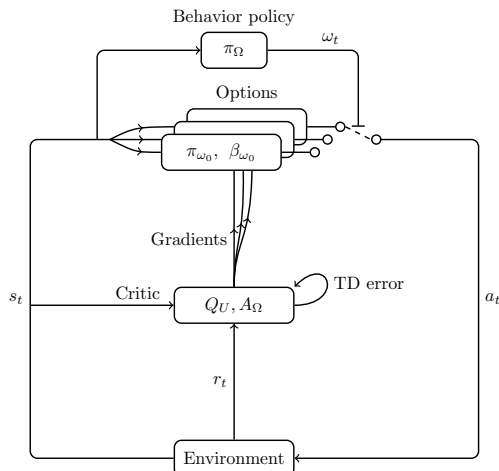 Behavior policy
π_Ω
ω_t
Options
π_{ω_0}, β_{ω_0}
Gradients
Critic
Q_U, A_Ω
TD error
s_t
a_t
r_t
Environment